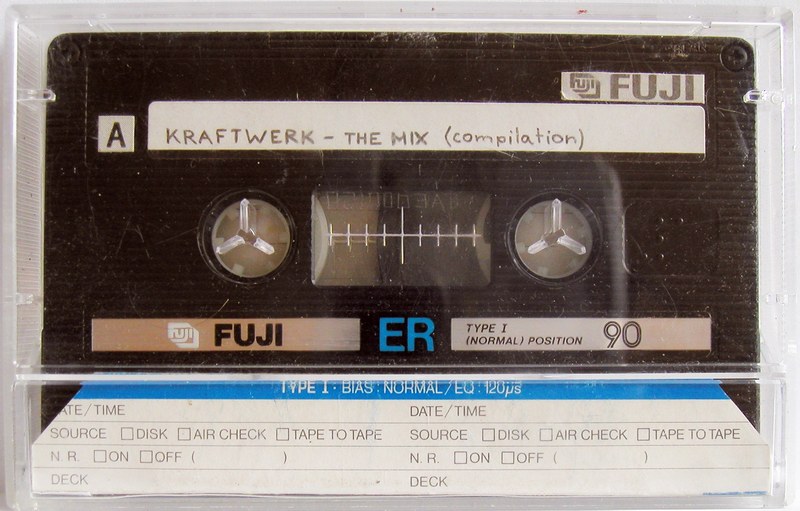 FUJI
A
KRAFTWERK - THE MIX (compilation)
FUJI
ER
TYPE I
(NORMAL) POSITION
90
TYPE I · BIAS : NORMAL / EQ : 120μs
ATE/TIME DATE/TIME
SOURCE □DISK □AIR CHECK □TAPE TO TAPE SOURCE □DISK □AIR CHECK □TAPE TO TAPE
N. R. □ON □OFF ( ) N. R. □ON □OFF ( )
DECK DECK